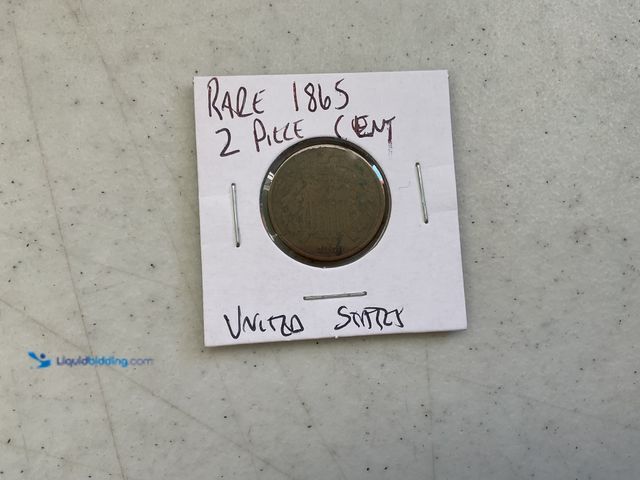 RARE 1865
2 PIECE CENT
UNITED STATES
Liquidbidding.com